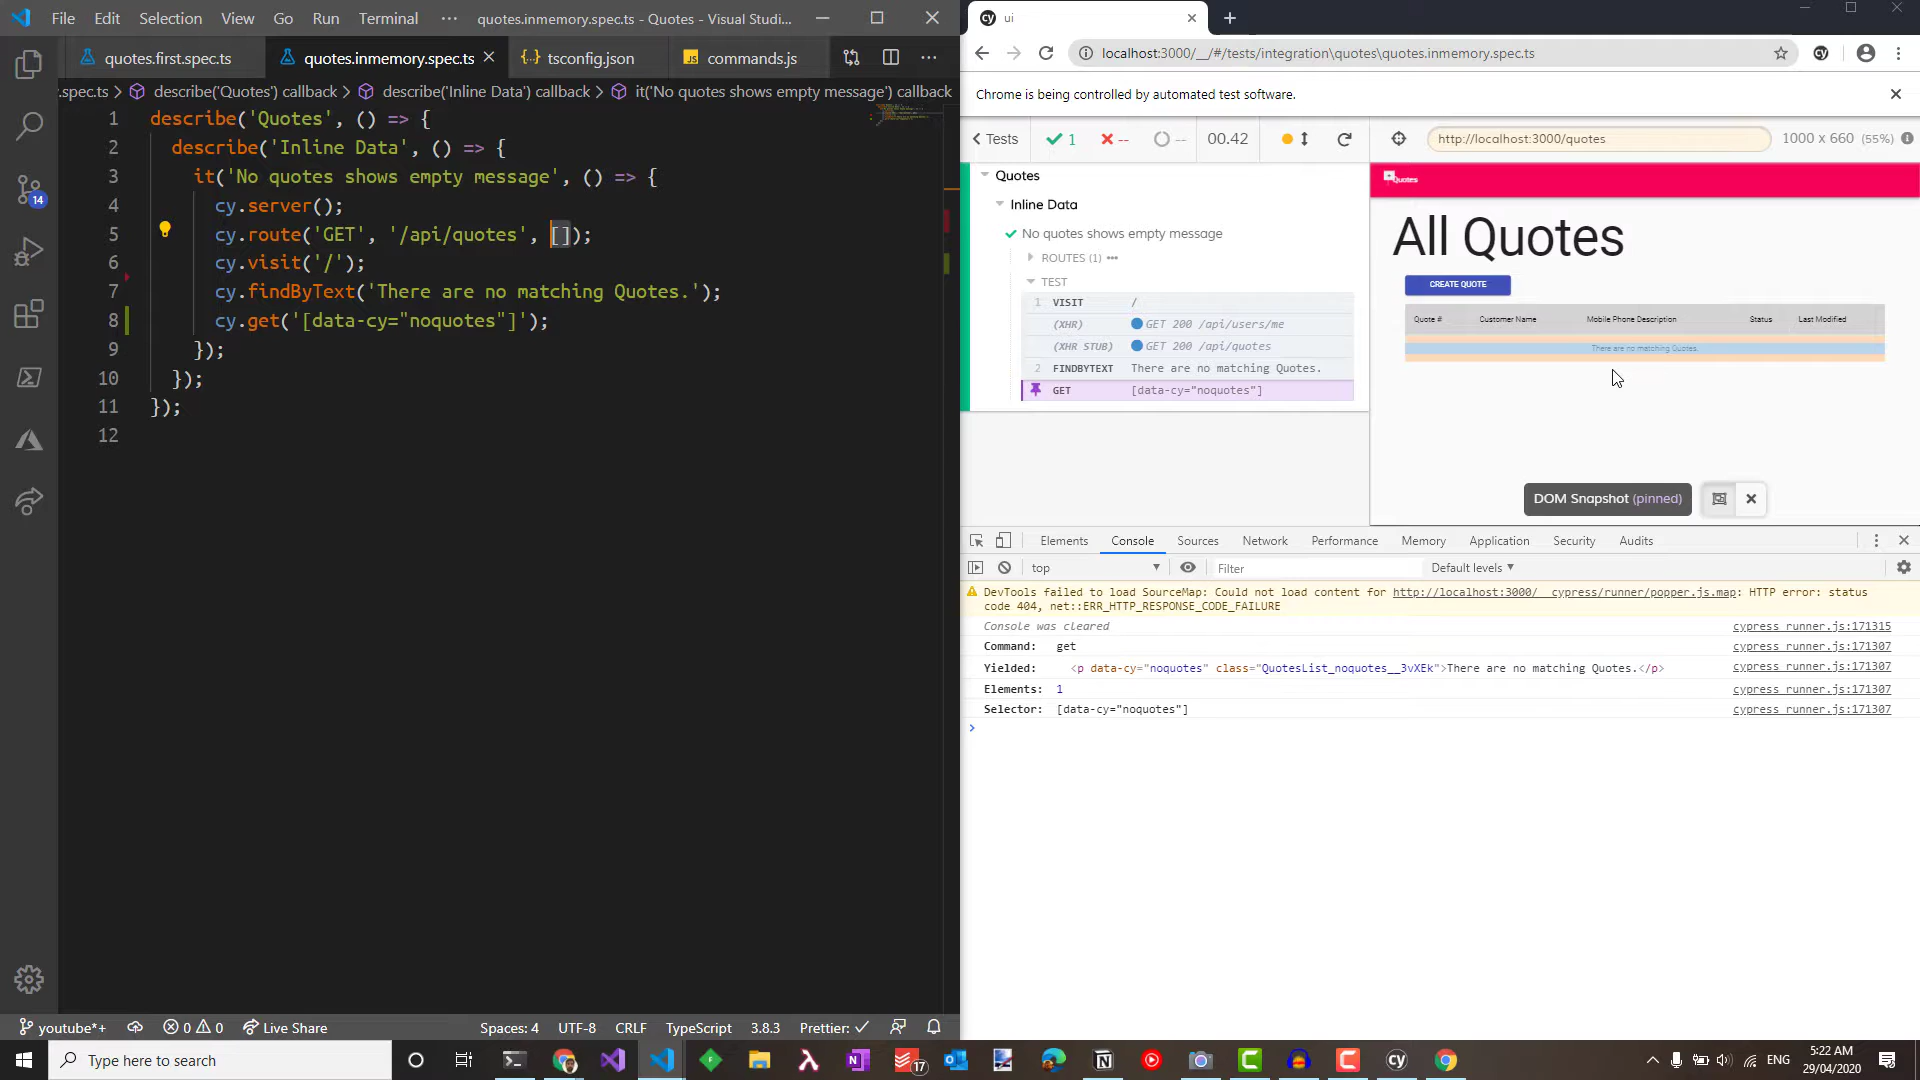 File Edit Selection View Go Run Terminal ··· quotes.inmemory.spec.ts - Quotes - Visual Studi...
quotes.first.spec.ts quotes.inmemory.spec.ts tsconfig.json commands.js
.spec.ts > describe('Quotes') callback > describe('Inline Data') callback > it('No quotes shows empty message') callback
1 describe('Quotes', () => {
2 describe('Inline Data', () => {
3 it('No quotes shows empty message', () => {
4 cy.server();
5 cy.route('GET', '/api/quotes', []);
6 cy.visit('/');
7 cy.findByText('There are no matching Quotes.');
8 cy.get('[data-cy="noquotes"]');
9 });
10 });
11 });
12
14
youtube*+ 0 0 Live Share Spaces: 4 UTF-8 CRLF TypeScript 3.8.3 Prettier: ✓
cy ui
localhost:3000/__/#/tests/integration\quotes\quotes.inmemory.spec.ts
Chrome is being controlled by automated test software.
Tests 1 -- -- 00.42
http://localhost:3000/quotes 1000 x 660 (55%)
Quotes
Inline Data
No quotes shows empty message
ROUTES (1)
TEST
1 VISIT /
(XHR) GET 200 /api/users/me
(XHR STUB) GET 200 /api/quotes
2 FINDBYTEXT There are no matching Quotes.
GET [data-cy="noquotes"]
Quotes
All Quotes
CREATE QUOTE
Quote # Customer Name Mobile Phone Description Status Last Modified
There are no matching Quotes.
DOM Snapshot (pinned)
Elements Console Sources Network Performance Memory Application Security Audits
top Filter Default levels
DevTools failed to load SourceMap: Could not load content for http://localhost:3000/__cypress/runner/popper.js.map: HTTP error: status
code 404, net::ERR_HTTP_RESPONSE_CODE_FAILURE
Console was cleared cypress_runner.js:171315
Command: get cypress_runner.js:171307
Yielded: <p data-cy="noquotes" class="QuotesList_noquotes__3vXEk">There are no matching Quotes.</p> cypress_runner.js:171307
Elements: 1 cypress_runner.js:171307
Selector: [data-cy="noquotes"] cypress_runner.js:171307
Type here to search
17
ENG
5:22 AM
29/04/2020